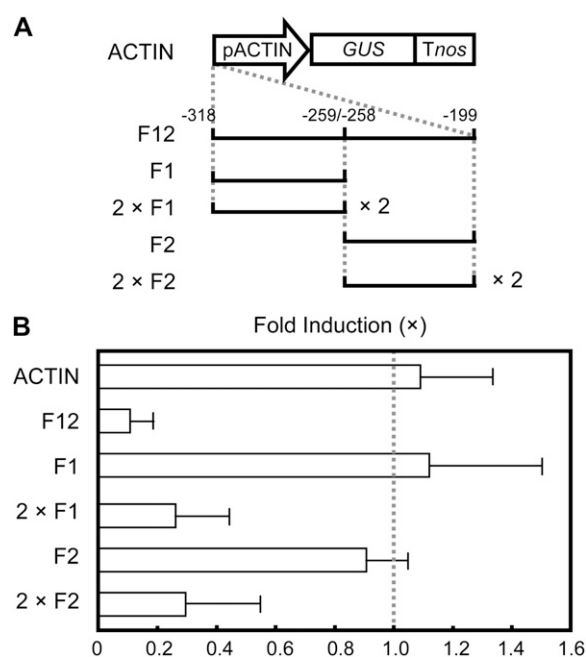 A
ACTIN pACTIN GUS Tnos
-318 -259/-258 -199
F12
F1
2 × F1 × 2
F2
2 × F2 × 2
B Fold Induction (×)
ACTIN
F12
F1
2 × F1
F2
2 × F2
0 0.2 0.4 0.6 0.8 1.0 1.2 1.4 1.6